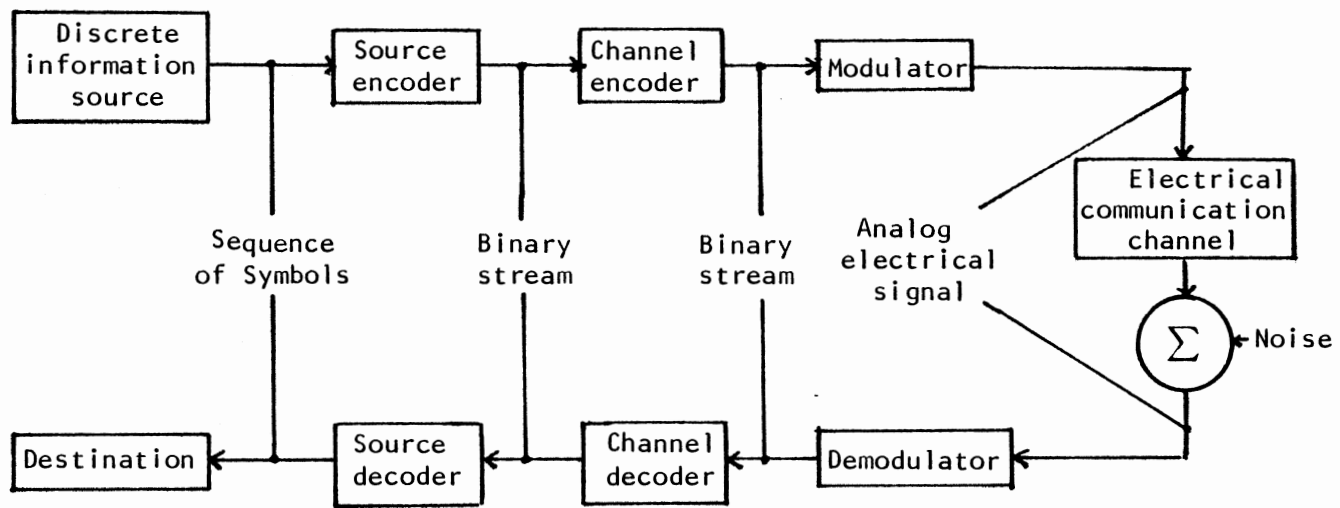 Discrete
information
source
Source
encoder
Channel
encoder
Modulator
Electrical
communication
channel
Sequence
of Symbols
Binary
stream
Binary
stream
Analog
electrical
signal
Σ
Noise
Destination
Source
decoder
Channel
decoder
Demodulator